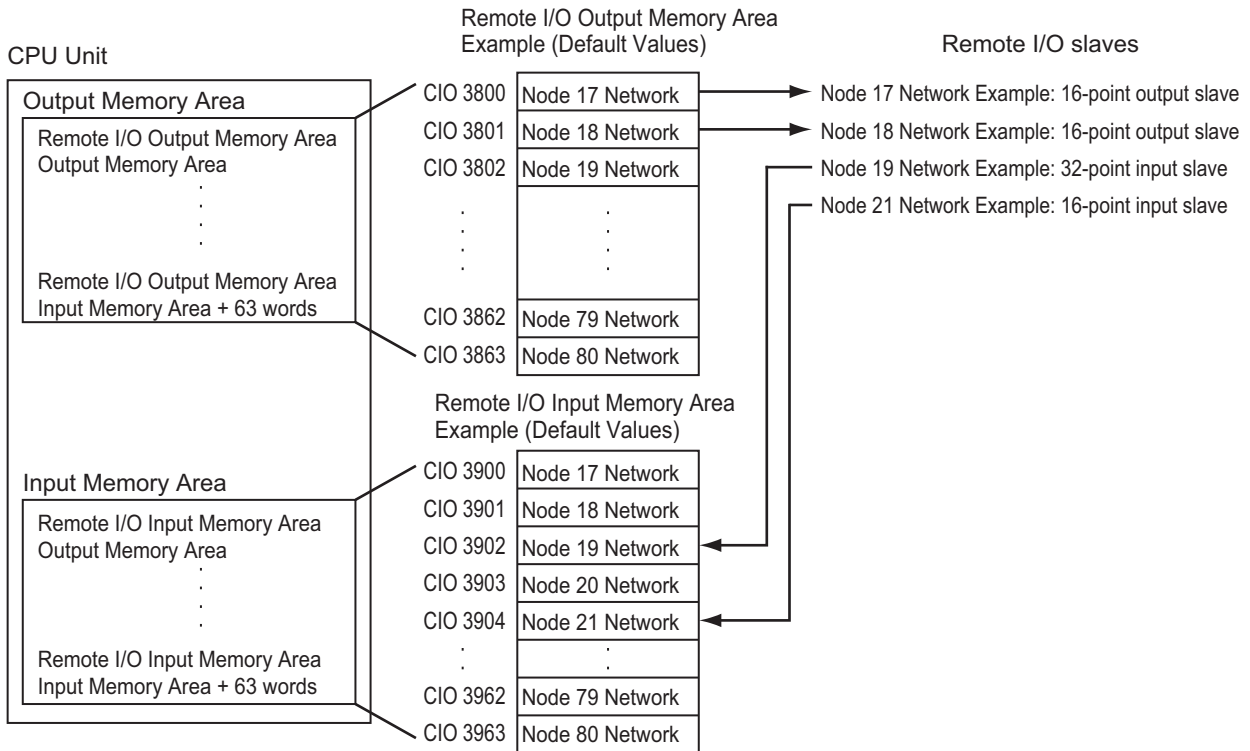 CPU Unit
Output Memory Area
Remote I/O Output Memory Area
Output Memory Area
Remote I/O Output Memory Area
Input Memory Area + 63 words
Input Memory Area
Remote I/O Input Memory Area
Output Memory Area
Remote I/O Input Memory Area
Input Memory Area + 63 words
Remote I/O Output Memory Area
Example (Default Values)
CIO 3800 Node 17 Network
CIO 3801 Node 18 Network
CIO 3802 Node 19 Network
CIO 3862 Node 79 Network
CIO 3863 Node 80 Network
Remote I/O Input Memory Area
Example (Default Values)
CIO 3900 Node 17 Network
CIO 3901 Node 18 Network
CIO 3902 Node 19 Network
CIO 3903 Node 20 Network
CIO 3904 Node 21 Network
CIO 3962 Node 79 Network
CIO 3963 Node 80 Network
Remote I/O slaves
Node 17 Network Example: 16-point output slave
Node 18 Network Example: 16-point output slave
Node 19 Network Example: 32-point input slave
Node 21 Network Example: 16-point input slave